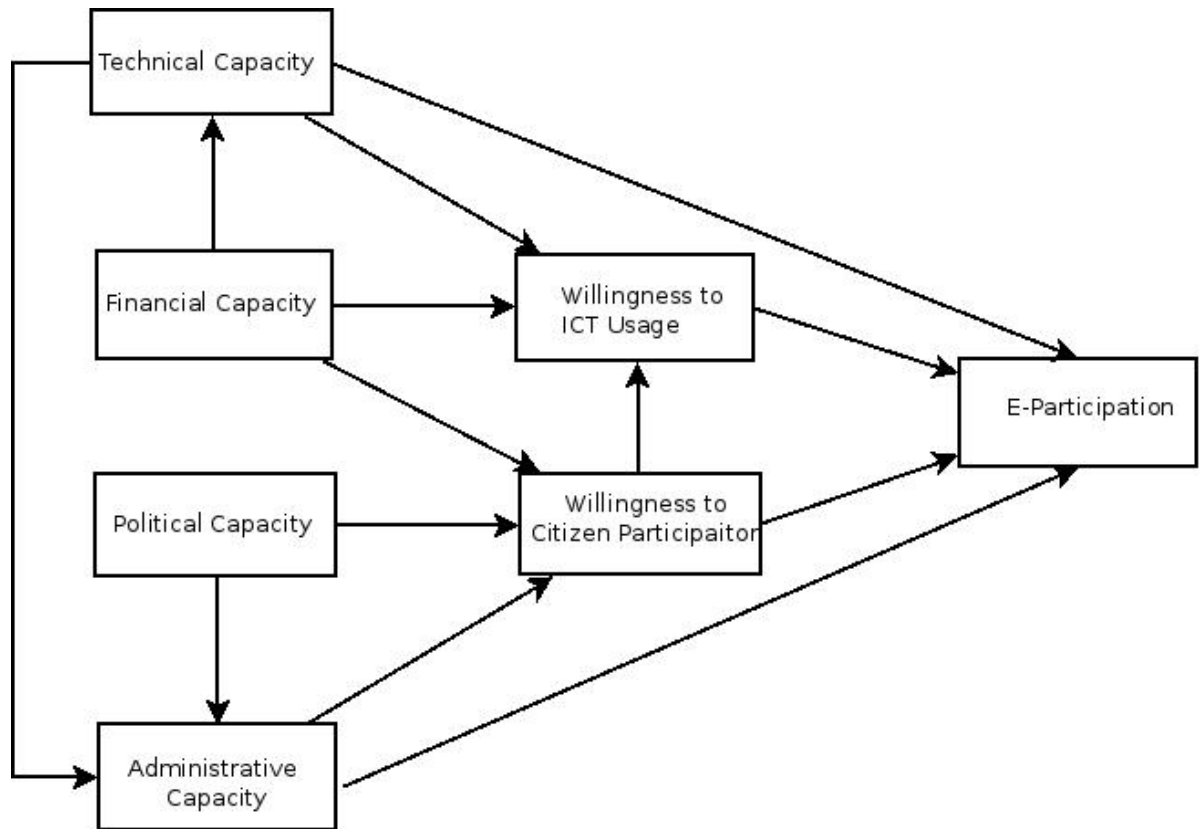 Technical Capacity
Financial Capacity
Willingness to
ICT Usage
E-Participation
Political Capacity
Willingness to
Citizen Participaitor
Administrative
Capacity